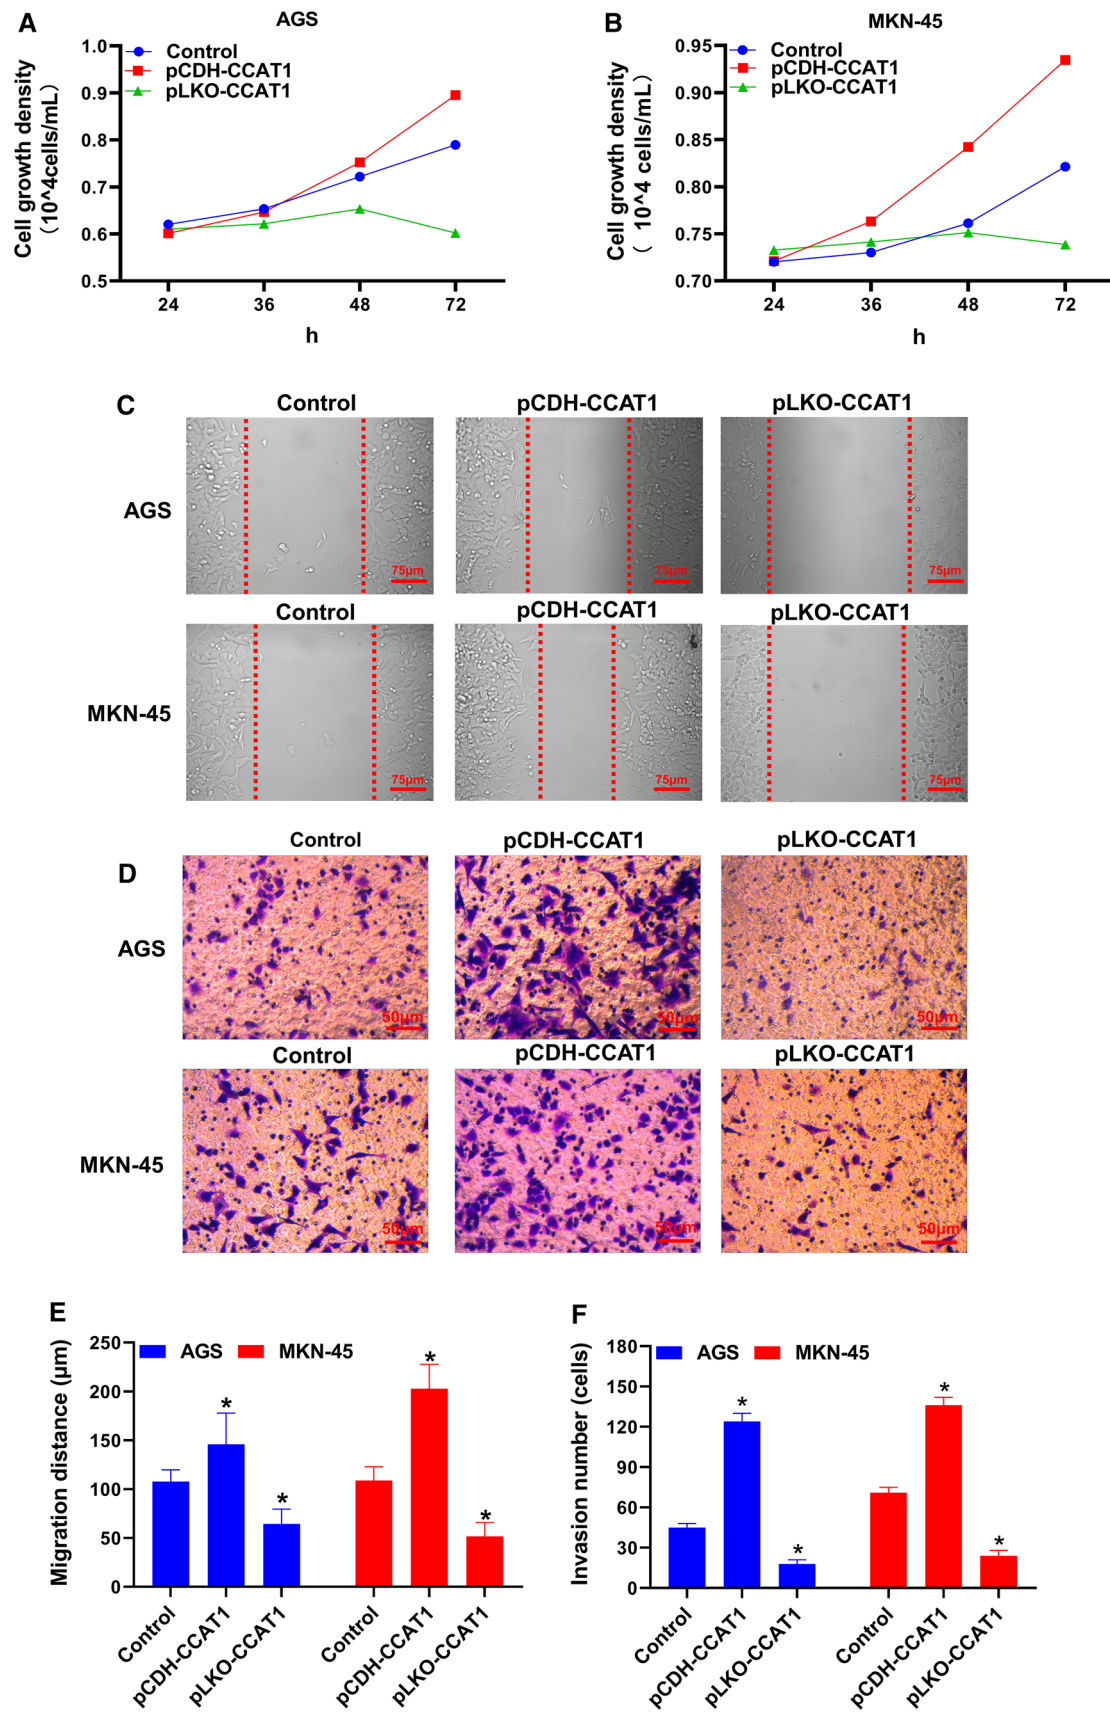 A
AGS
Control
pCDH-CCAT1
pLKO-CCAT1
Cell growth density
(10^4cells/mL)
1.0
0.9
0.8
0.7
0.6
0.5
24 36 48 72
h
B
MKN-45
Control
pCDH-CCAT1
pLKO-CCAT1
Cell growth density
( 10^4 cells/mL)
0.95
0.90
0.85
0.80
0.75
0.70
24 36 48 72
h
C
Control pCDH-CCAT1 pLKO-CCAT1
AGS
75µm 75µm 75µm
Control pCDH-CCAT1 pLKO-CCAT1
MKN-45
75µm 75µm 75µm
D
Control pCDH-CCAT1 pLKO-CCAT1
AGS
50µm 50µm 50µm
Control pCDH-CCAT1 pLKO-CCAT1
MKN-45
50µm 50µm 50µm
E
AGS MKN-45
Migration distance (µm)
250
200
150
100
50
0
* * * *
Control pCDH-CCAT1 pLKO-CCAT1 Control pCDH-CCAT1 pLKO-CCAT1
F
AGS MKN-45
Invasion number (cells)
180
150
120
90
60
30
0
* * * *
Control pCDH-CCAT1 pLKO-CCAT1 Control pCDH-CCAT1 pLKO-CCAT1